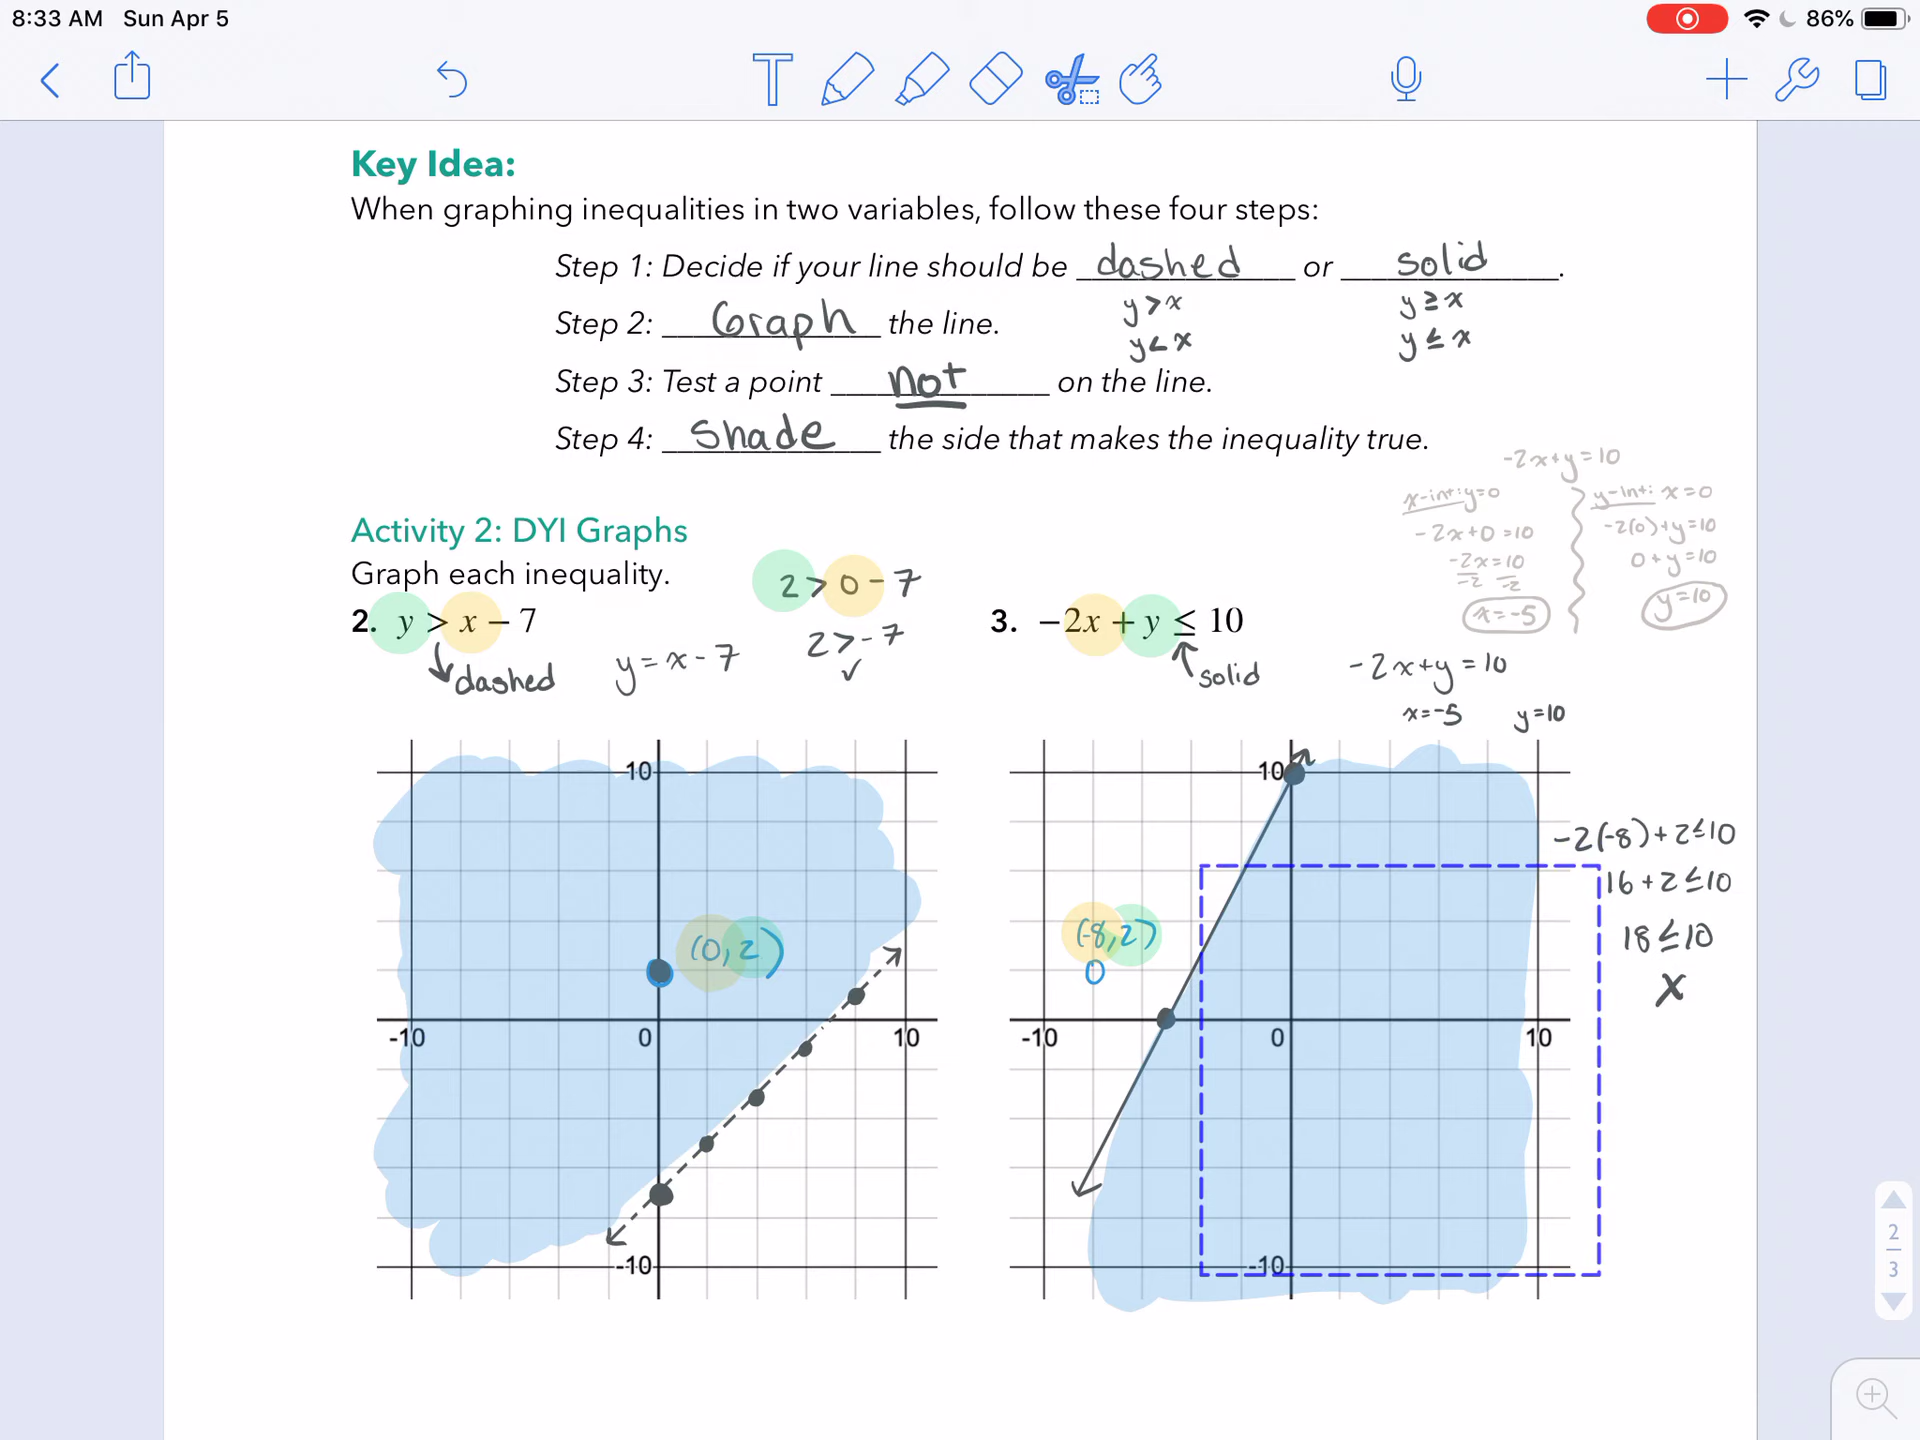 8:33 AM Sun Apr 5
86%
Key Idea:
When graphing inequalities in two variables, follow these four steps:
Step 1: Decide if your line should be dashed or solid.
y>x y≥x
y<x y≤x
Step 2: Graph the line.
Step 3: Test a point not on the line.
Step 4: Shade the side that makes the inequality true.
-2x+y=10
x-int: y=0
-2x+0=10
-2x=10
-2 -2
x=-5
y-int: x=0
-2(0)+y=10
0+y=10
y=10
Activity 2: DYI Graphs
Graph each inequality.
2. y > x − 7
dashed
y=x-7
2>0-7
2>-7
✓
3. −2x + y ≤ 10
solid
-2x+y=10
x=-5 y=10
10
(0,2)
-10 0 10
-10
10
(-8,2)
-10 0 10
-10
-2(-8)+2≤10
16+2≤10
18≤10
X
2
3